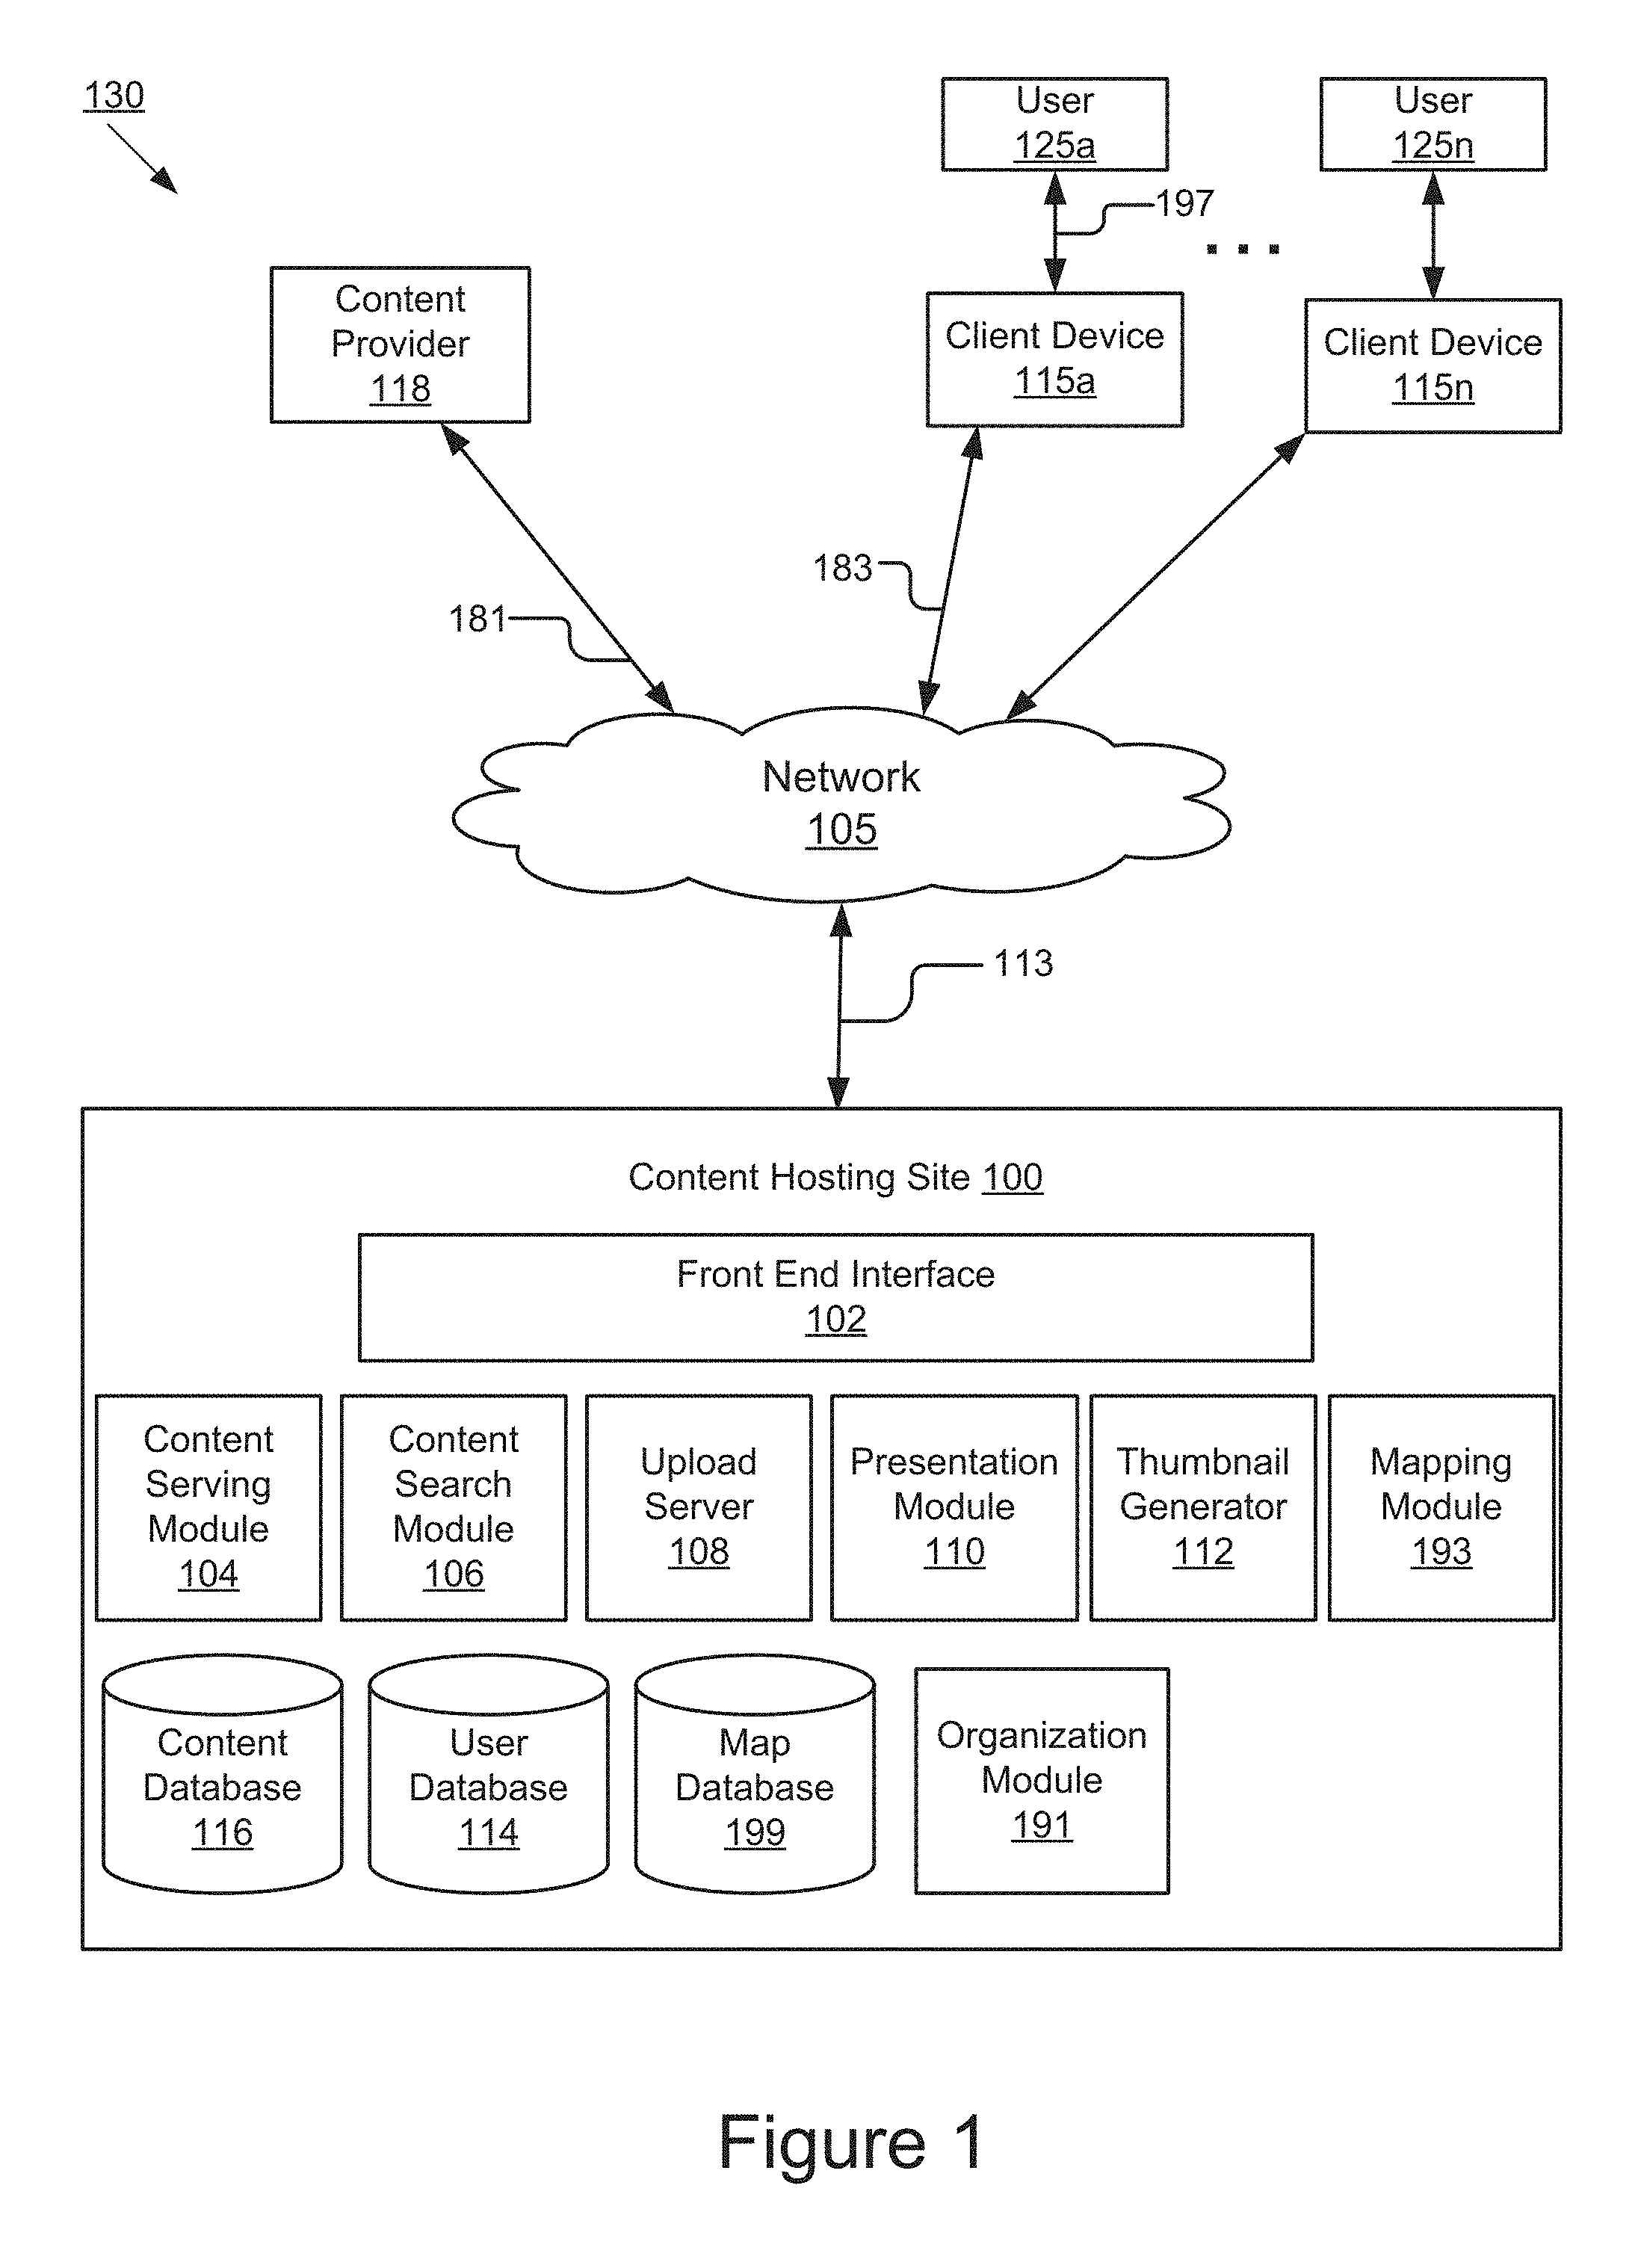 130
User
125a
User
125n
197
. . .
Content
Provider
118
Client Device
115a
Client Device
115n
183
181
Network
105
113
Content Hosting Site 100
Front End Interface
102
Content
Serving
Module
104
Content
Search
Module
106
Upload
Server
108
Presentation
Module
110
Thumbnail
Generator
112
Mapping
Module
193
Content
Database
116
User
Database
114
Map
Database
199
Organization
Module
191
Figure 1